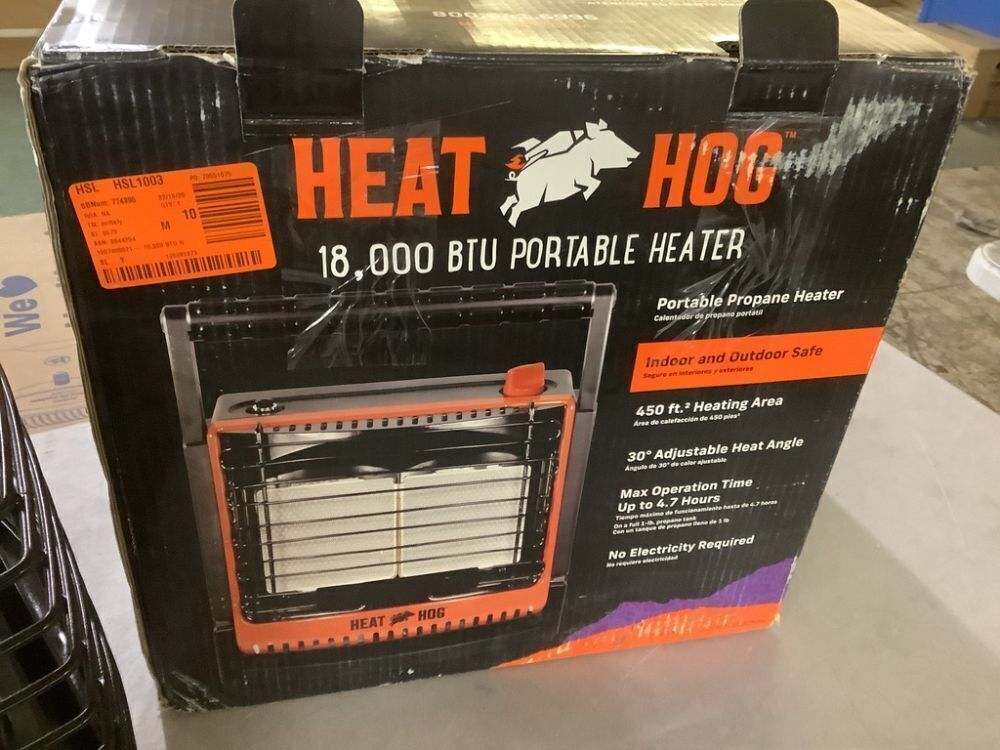 HSL HSL1003
QTY: 1
M 10
HEAT HOG™
18,000 BTU PORTABLE HEATER
Portable Propane Heater
Calentador de propano portátil
Indoor and Outdoor Safe
Seguro en interiores y exteriores
450 ft.² Heating Area
Área de calefacción de 450 pies²
30° Adjustable Heat Angle
Ángulo de 30° de calor ajustable
Max Operation Time
Up to 4.7 Hours
Tiempo máximo de funcionamiento hasta de 4.7 horas
On a full 1-lb. propane tank
Con un tanque de propano lleno de 1 lb
No Electricity Required
No requiere electricidad
HEAT HOG
We